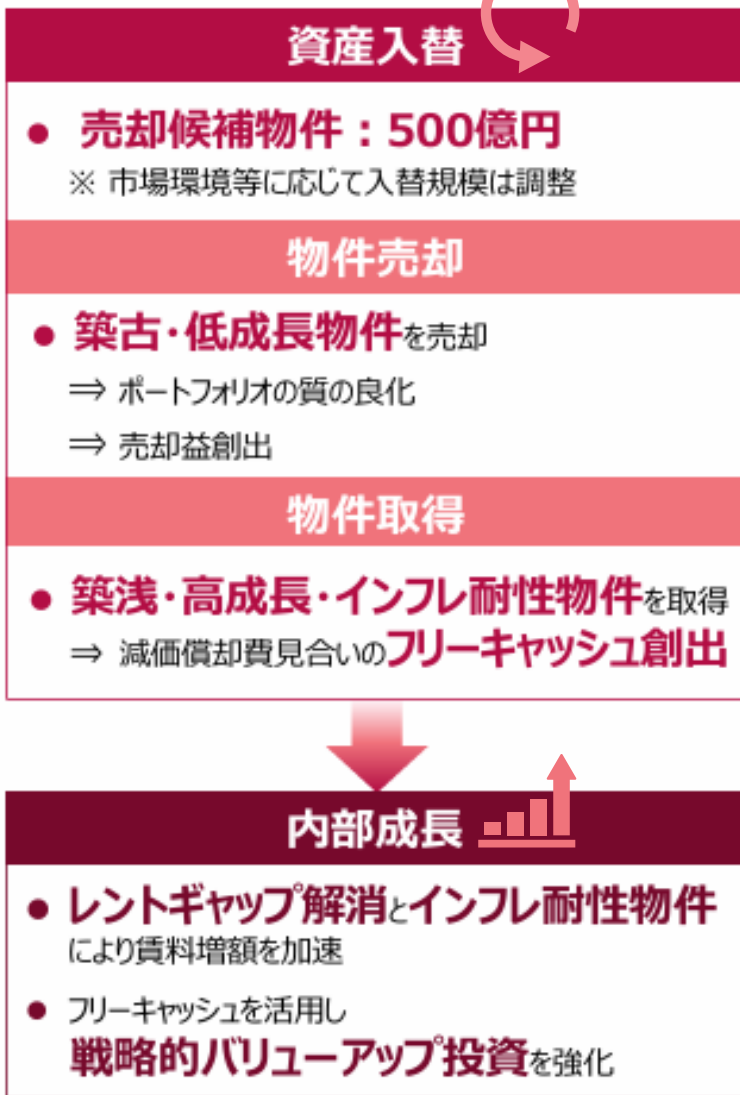 資産入替
● 売却候補物件：500億円
※ 市場環境等に応じて入替規模は調整
物件売却
● 築古・低成長物件を売却
⇒ ポートフォリオの質の良化
⇒ 売却益創出
物件取得
● 築浅・高成長・インフレ耐性物件を取得
⇒ 減価償却費見合いのフリーキャッシュ創出
内部成長
● レントギャップ解消とインフレ耐性物件
により賃料増額を加速
● フリーキャッシュを活用し
戦略的バリューアップ投資を強化